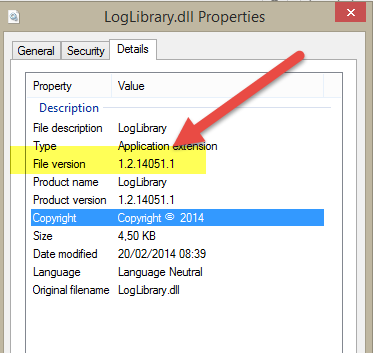 LogLibrary.dll Properties
General Security Details
Property Value
Description
File description LogLibrary
Type Application extension
File version 1.2.14051.1
Product name LogLibrary
Product version 1.2.14051.1
Copyright Copyright © 2014
Size 4,50 KB
Date modified 20/02/2014 08:39
Language Language Neutral
Original filename LogLibrary.dll